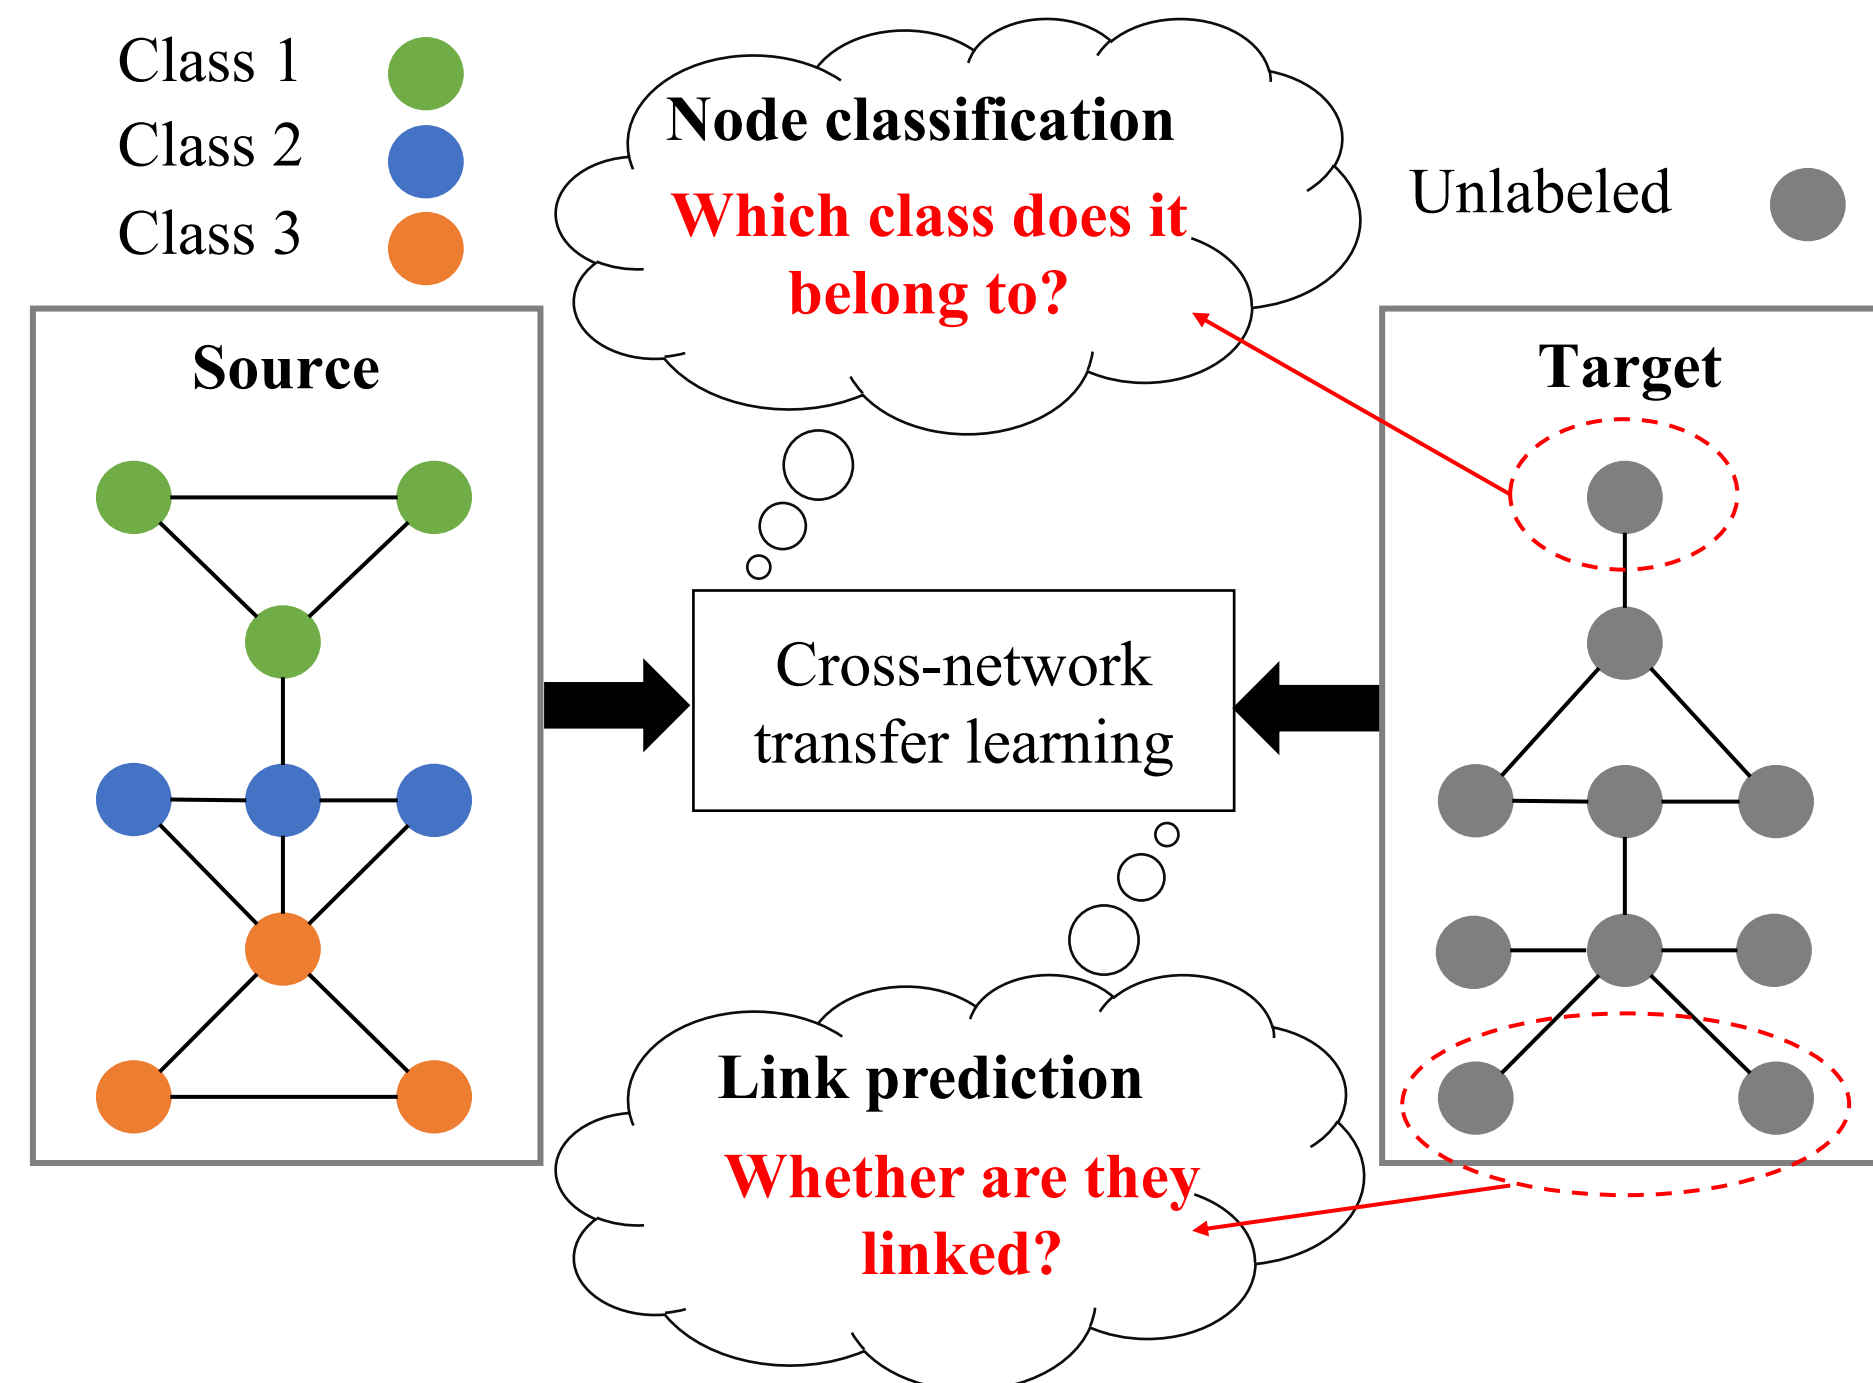 Class 1
Class 2
Class 3
Node classification
Which class does it
belong to?
Unlabeled
Source
Target
Cross-network
transfer learning
Link prediction
Whether are they
linked?